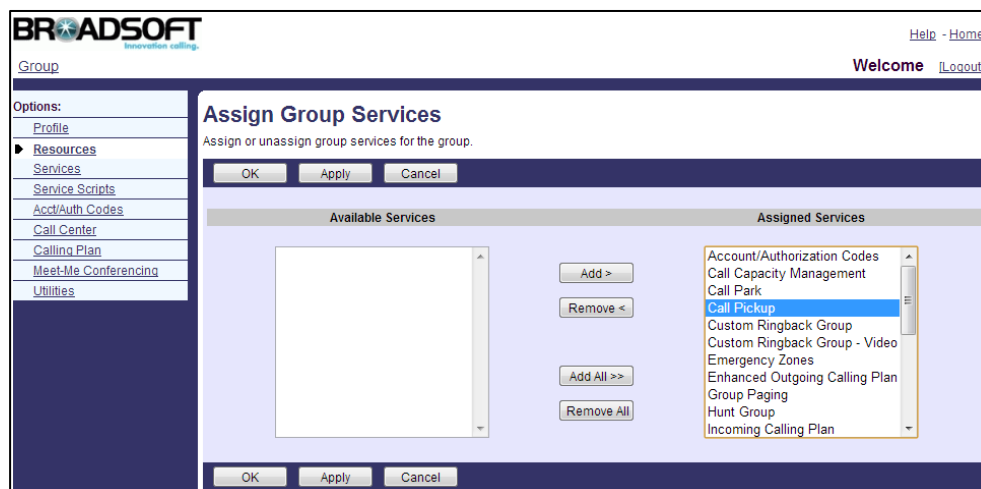 BROADSOFT
Innovation calling.
Help - Home
Group
Welcome [Logout
Options:
Profile
Resources
Services
Service Scripts
Acct/Auth Codes
Call Center
Calling Plan
Meet-Me Conferencing
Utilities
Assign Group Services
Assign or unassign group services for the group.
OK Apply Cancel
Available Services
Assigned Services
Add >
Remove <
Add All >>
Remove All
Account/Authorization Codes
Call Capacity Management
Call Park
Call Pickup
Custom Ringback Group
Custom Ringback Group - Video
Emergency Zones
Enhanced Outgoing Calling Plan
Group Paging
Hunt Group
Incoming Calling Plan
OK Apply Cancel